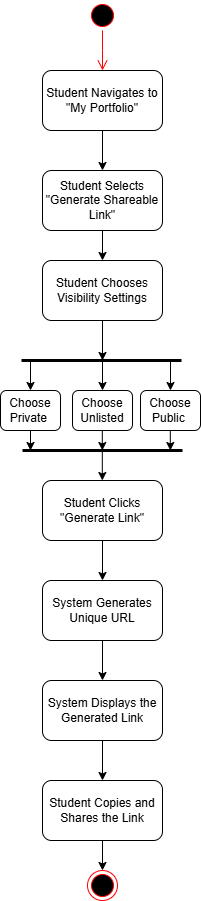 Student Navigates to
"My Portfolio"
Student Selects
"Generate Shareable
Link"
Student Chooses
Visibility Settings
Choose
Private
Choose
Unlisted
Choose
Public
Student Clicks
"Generate Link"
System Generates
Unique URL
System Displays the
Generated Link
Student Copies and
Shares the Link